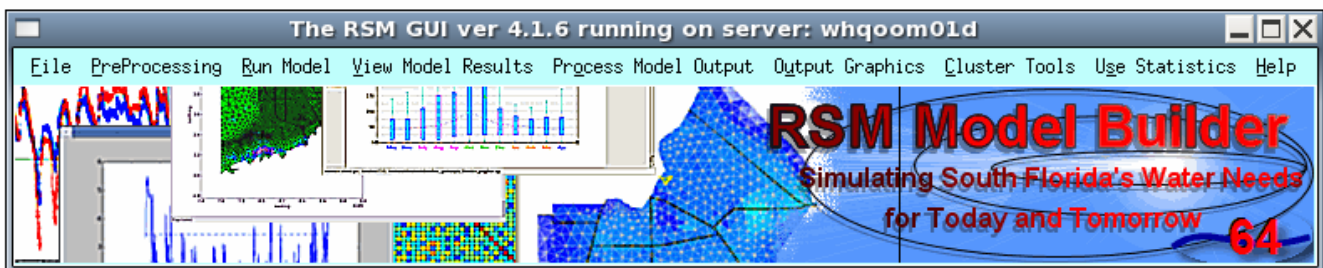 The RSM GUI ver 4.1.6 running on server: whqoom01d
File PreProcessing Run Model View Model Results Process Model Output Output Graphics Cluster Tools Use Statistics Help
RSM Model Builder
Simulating South Florida's Water Needs
for Today and Tomorrow
64